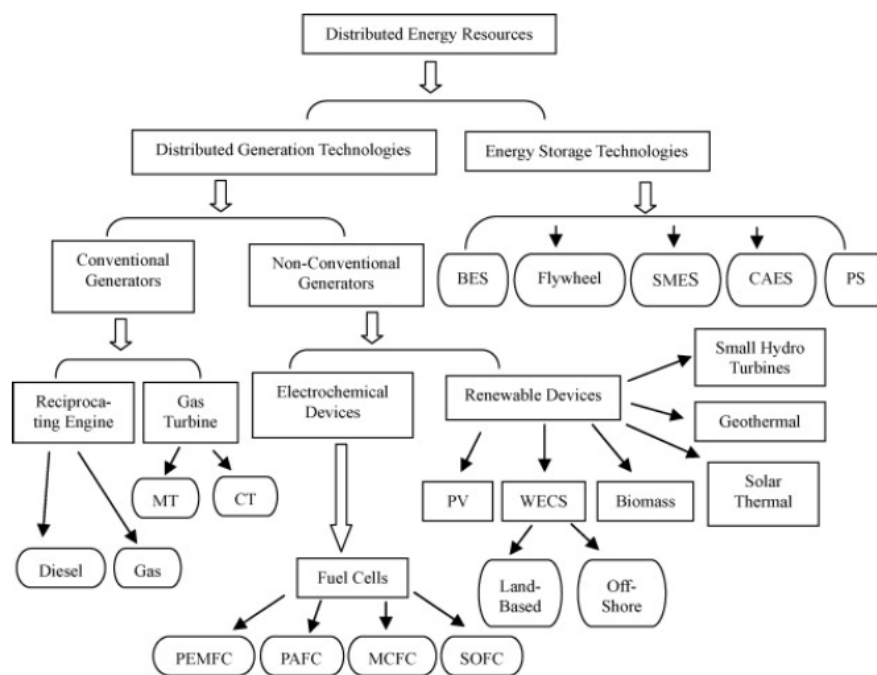 Distributed Energy Resources
Distributed Generation Technologies
Energy Storage Technologies
Conventional
Generators
Non-Conventional
Generators
BES
Flywheel
SMES
CAES
PS
Reciproca-
ting Engine
Gas
Turbine
Electrochemical
Devices
Renewable Devices
Small Hydro
Turbines
Geothermal
Solar
Thermal
MT
CT
PV
WECS
Biomass
Diesel
Gas
Fuel Cells
Land-
Based
Off-
Shore
PEMFC
PAFC
MCFC
SOFC